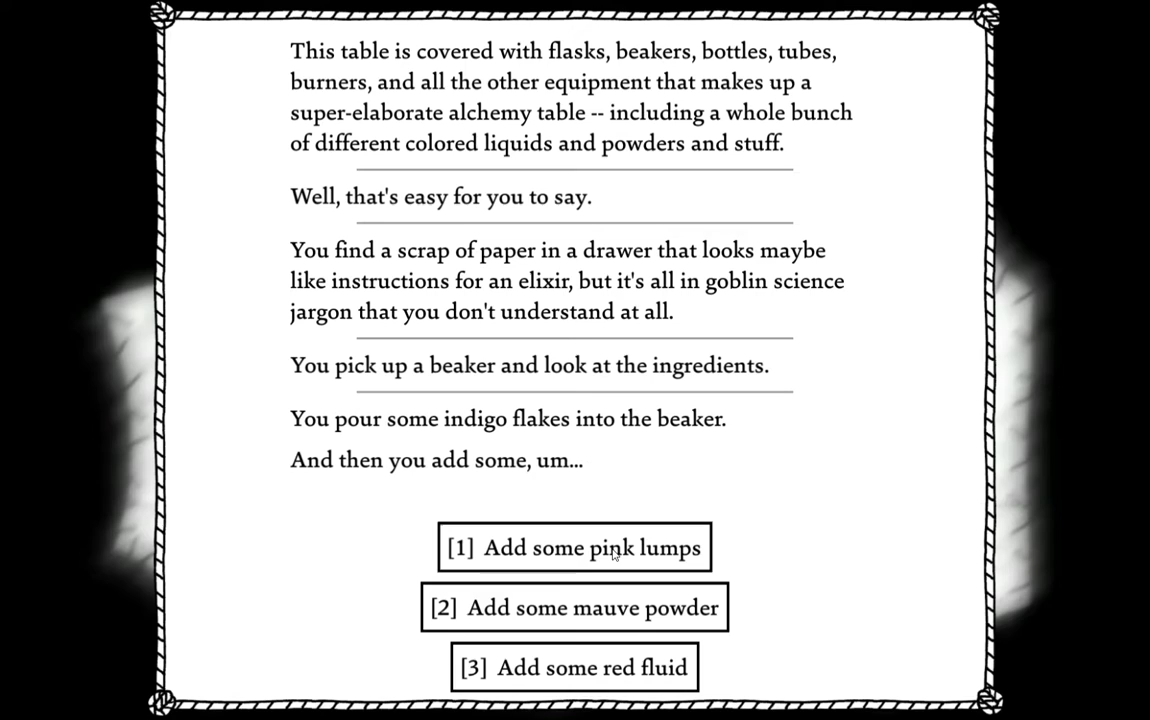 This table is covered with flasks, beakers, bottles, tubes,
burners, and all the other equipment that makes up a
super-elaborate alchemy table -- including a whole bunch
of different colored liquids and powders and stuff.
Well, that's easy for you to say.
You find a scrap of paper in a drawer that looks maybe
like instructions for an elixir, but it's all in goblin science
jargon that you don't understand at all.
You pick up a beaker and look at the ingredients.
You pour some indigo flakes into the beaker.
And then you add some, um...
[1] Add some pink lumps
[2] Add some mauve powder
[3] Add some red fluid